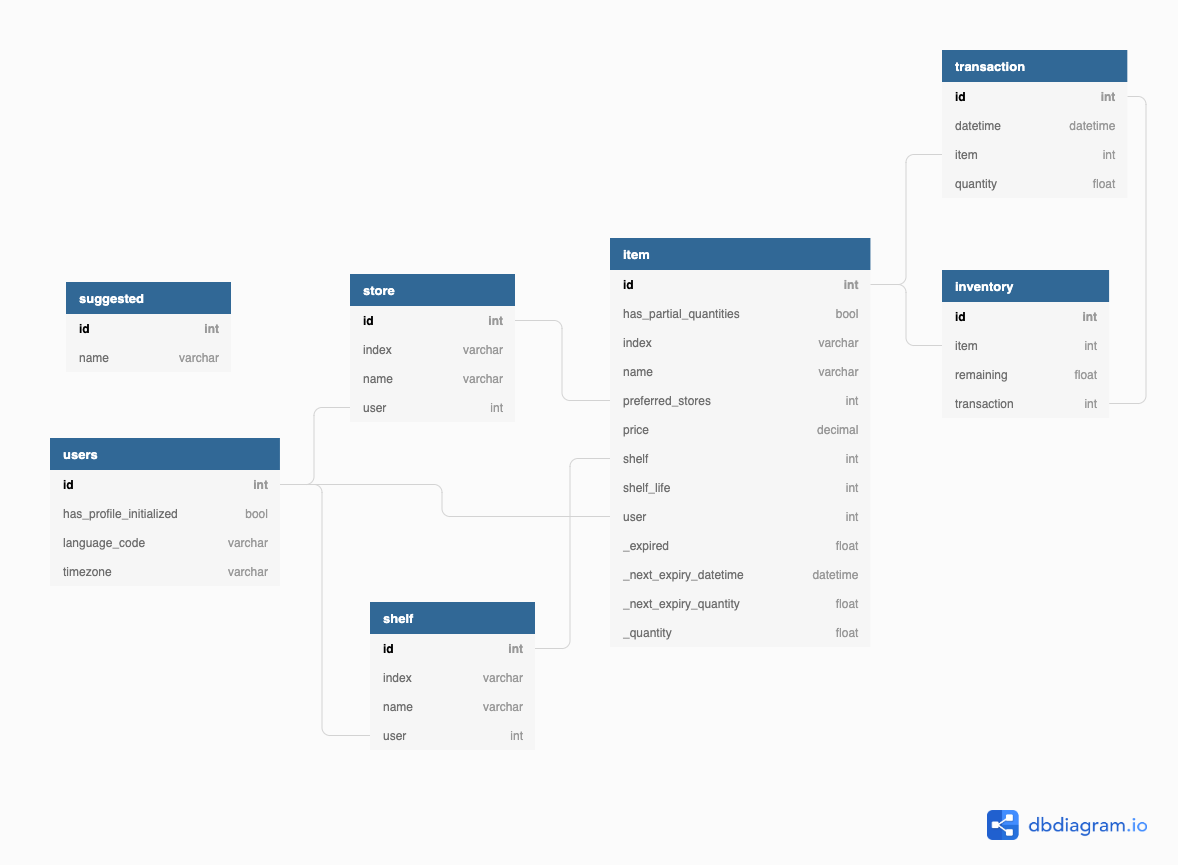 transaction
id int
datetime datetime
item int
quantity float
item
id int
has_partial_quantities bool
index varchar
name varchar
preferred_stores int
price decimal
shelf int
shelf_life int
user int
_expired float
_next_expiry_datetime datetime
_next_expiry_quantity float
_quantity float
inventory
id int
item int
remaining float
transaction int
store
id int
index varchar
name varchar
user int
suggested
id int
name varchar
users
id int
has_profile_initialized bool
language_code varchar
timezone varchar
shelf
id int
index varchar
name varchar
user int
dbdiagram.io